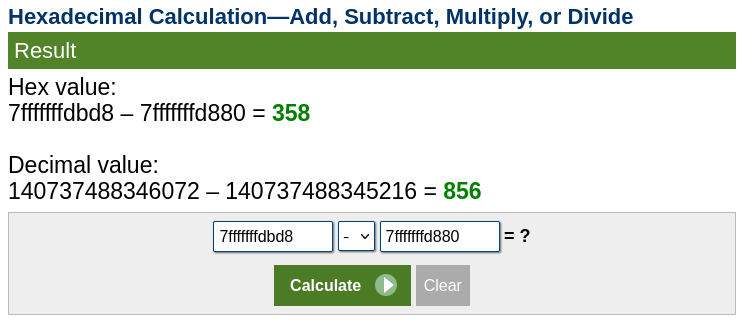 Hexadecimal Calculation—Add, Subtract, Multiply, or Divide
Result
Hex value:
7fffffffdbd8 – 7fffffffd880 = 358
Decimal value:
140737488346072 – 140737488345216 = 856
7fffffffdbd8 - 7fffffffd880 = ?
Calculate Clear